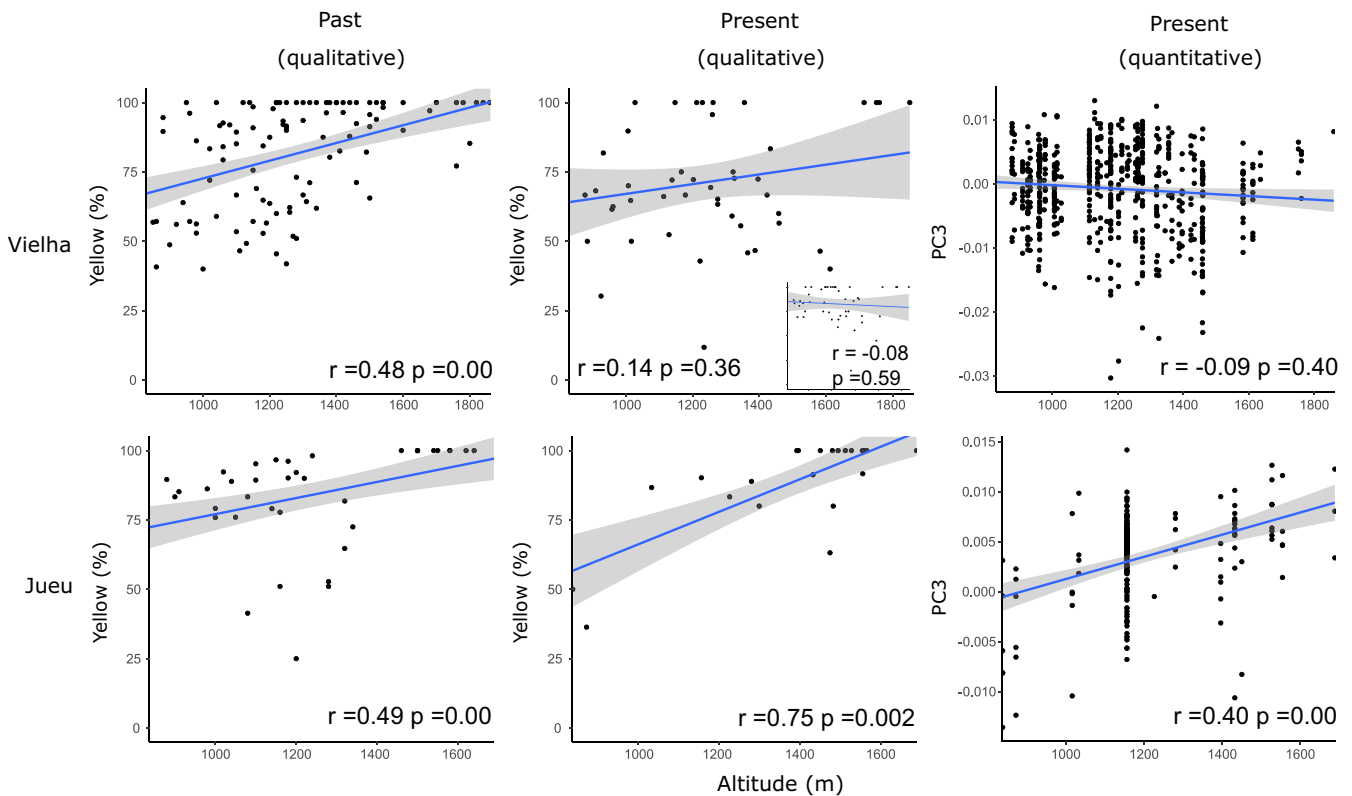 Past
(qualitative)
Present
(qualitative)
Present
(quantitative)
Vielha
Yellow (%)
100
75
50
25
0
1000
1200
1400
1600
1800
r =0.48 p =0.00
Yellow (%)
100
75
50
25
0
1000
1200
1400
1600
1800
r =0.14 p =0.36
r = -0.08
p =0.59
PC3
0.01
0.00
-0.01
-0.02
-0.03
1000
1200
1400
1600
1800
r = -0.09 p =0.40
Jueu
Yellow (%)
100
75
50
25
0
1000
1200
1400
1600
r =0.49 p =0.00
Yellow (%)
100
75
50
25
0
1000
1200
1400
1600
r =0.75 p =0.002
PC3
0.015
0.010
0.005
0.000
-0.005
-0.010
1000
1200
1400
1600
r =0.40 p =0.00
Altitude (m)